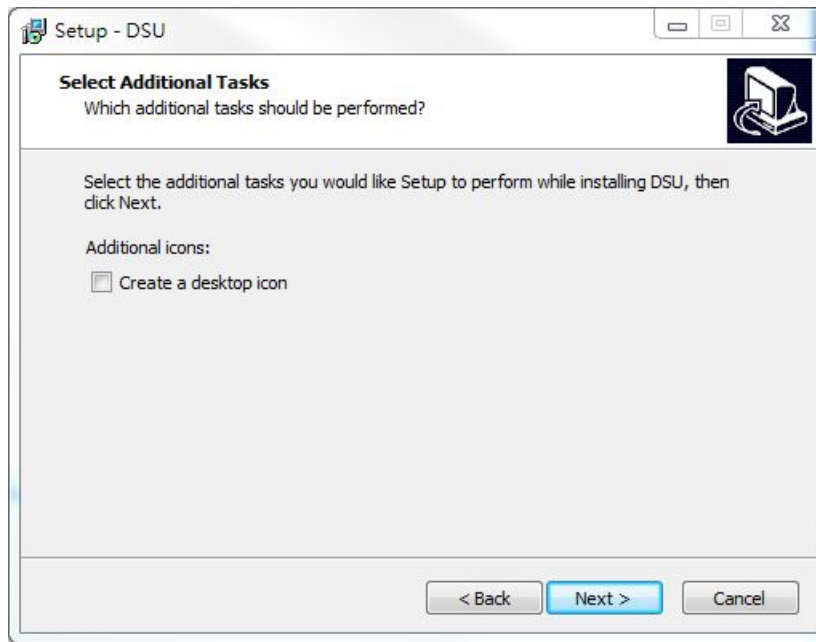 Setup - DSU
Select Additional Tasks
Which additional tasks should be performed?
Select the additional tasks you would like Setup to perform while installing DSU, then
click Next.
Additional icons:
Create a desktop icon
< Back
Next >
Cancel